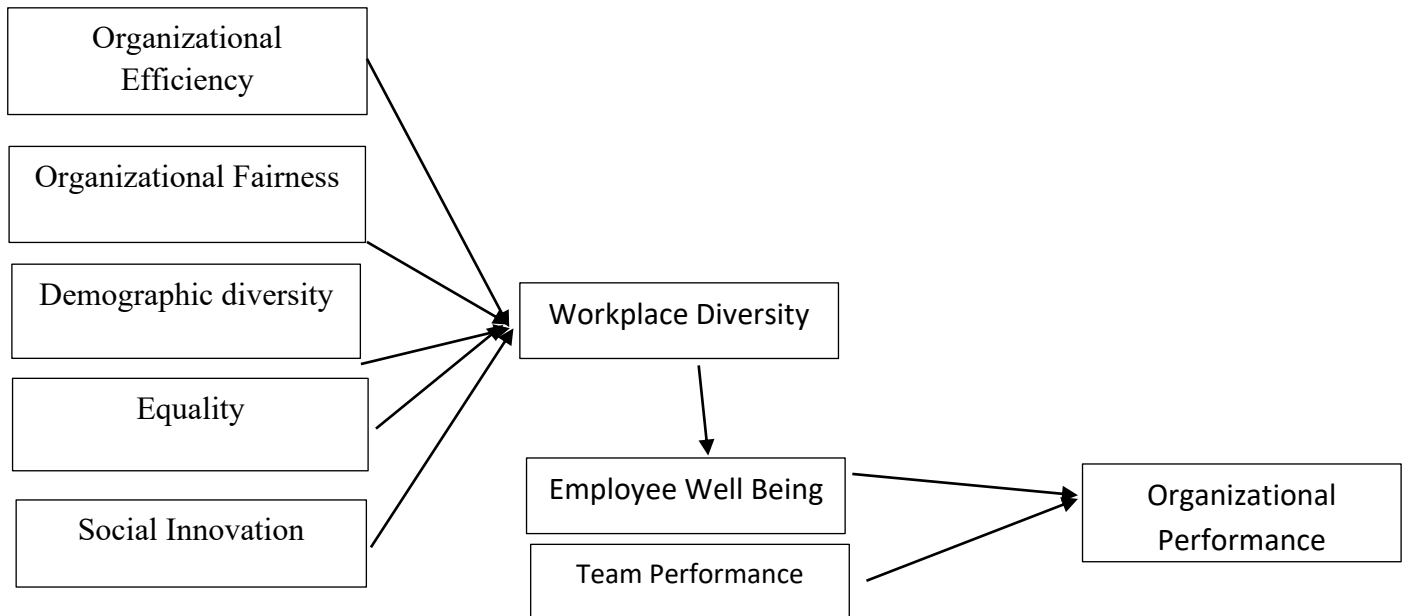 Organizational
Efficiency
Organizational Fairness
Demographic diversity
Equality
Social Innovation
Workplace Diversity
Employee Well Being
Team Performance
Organizational
Performance